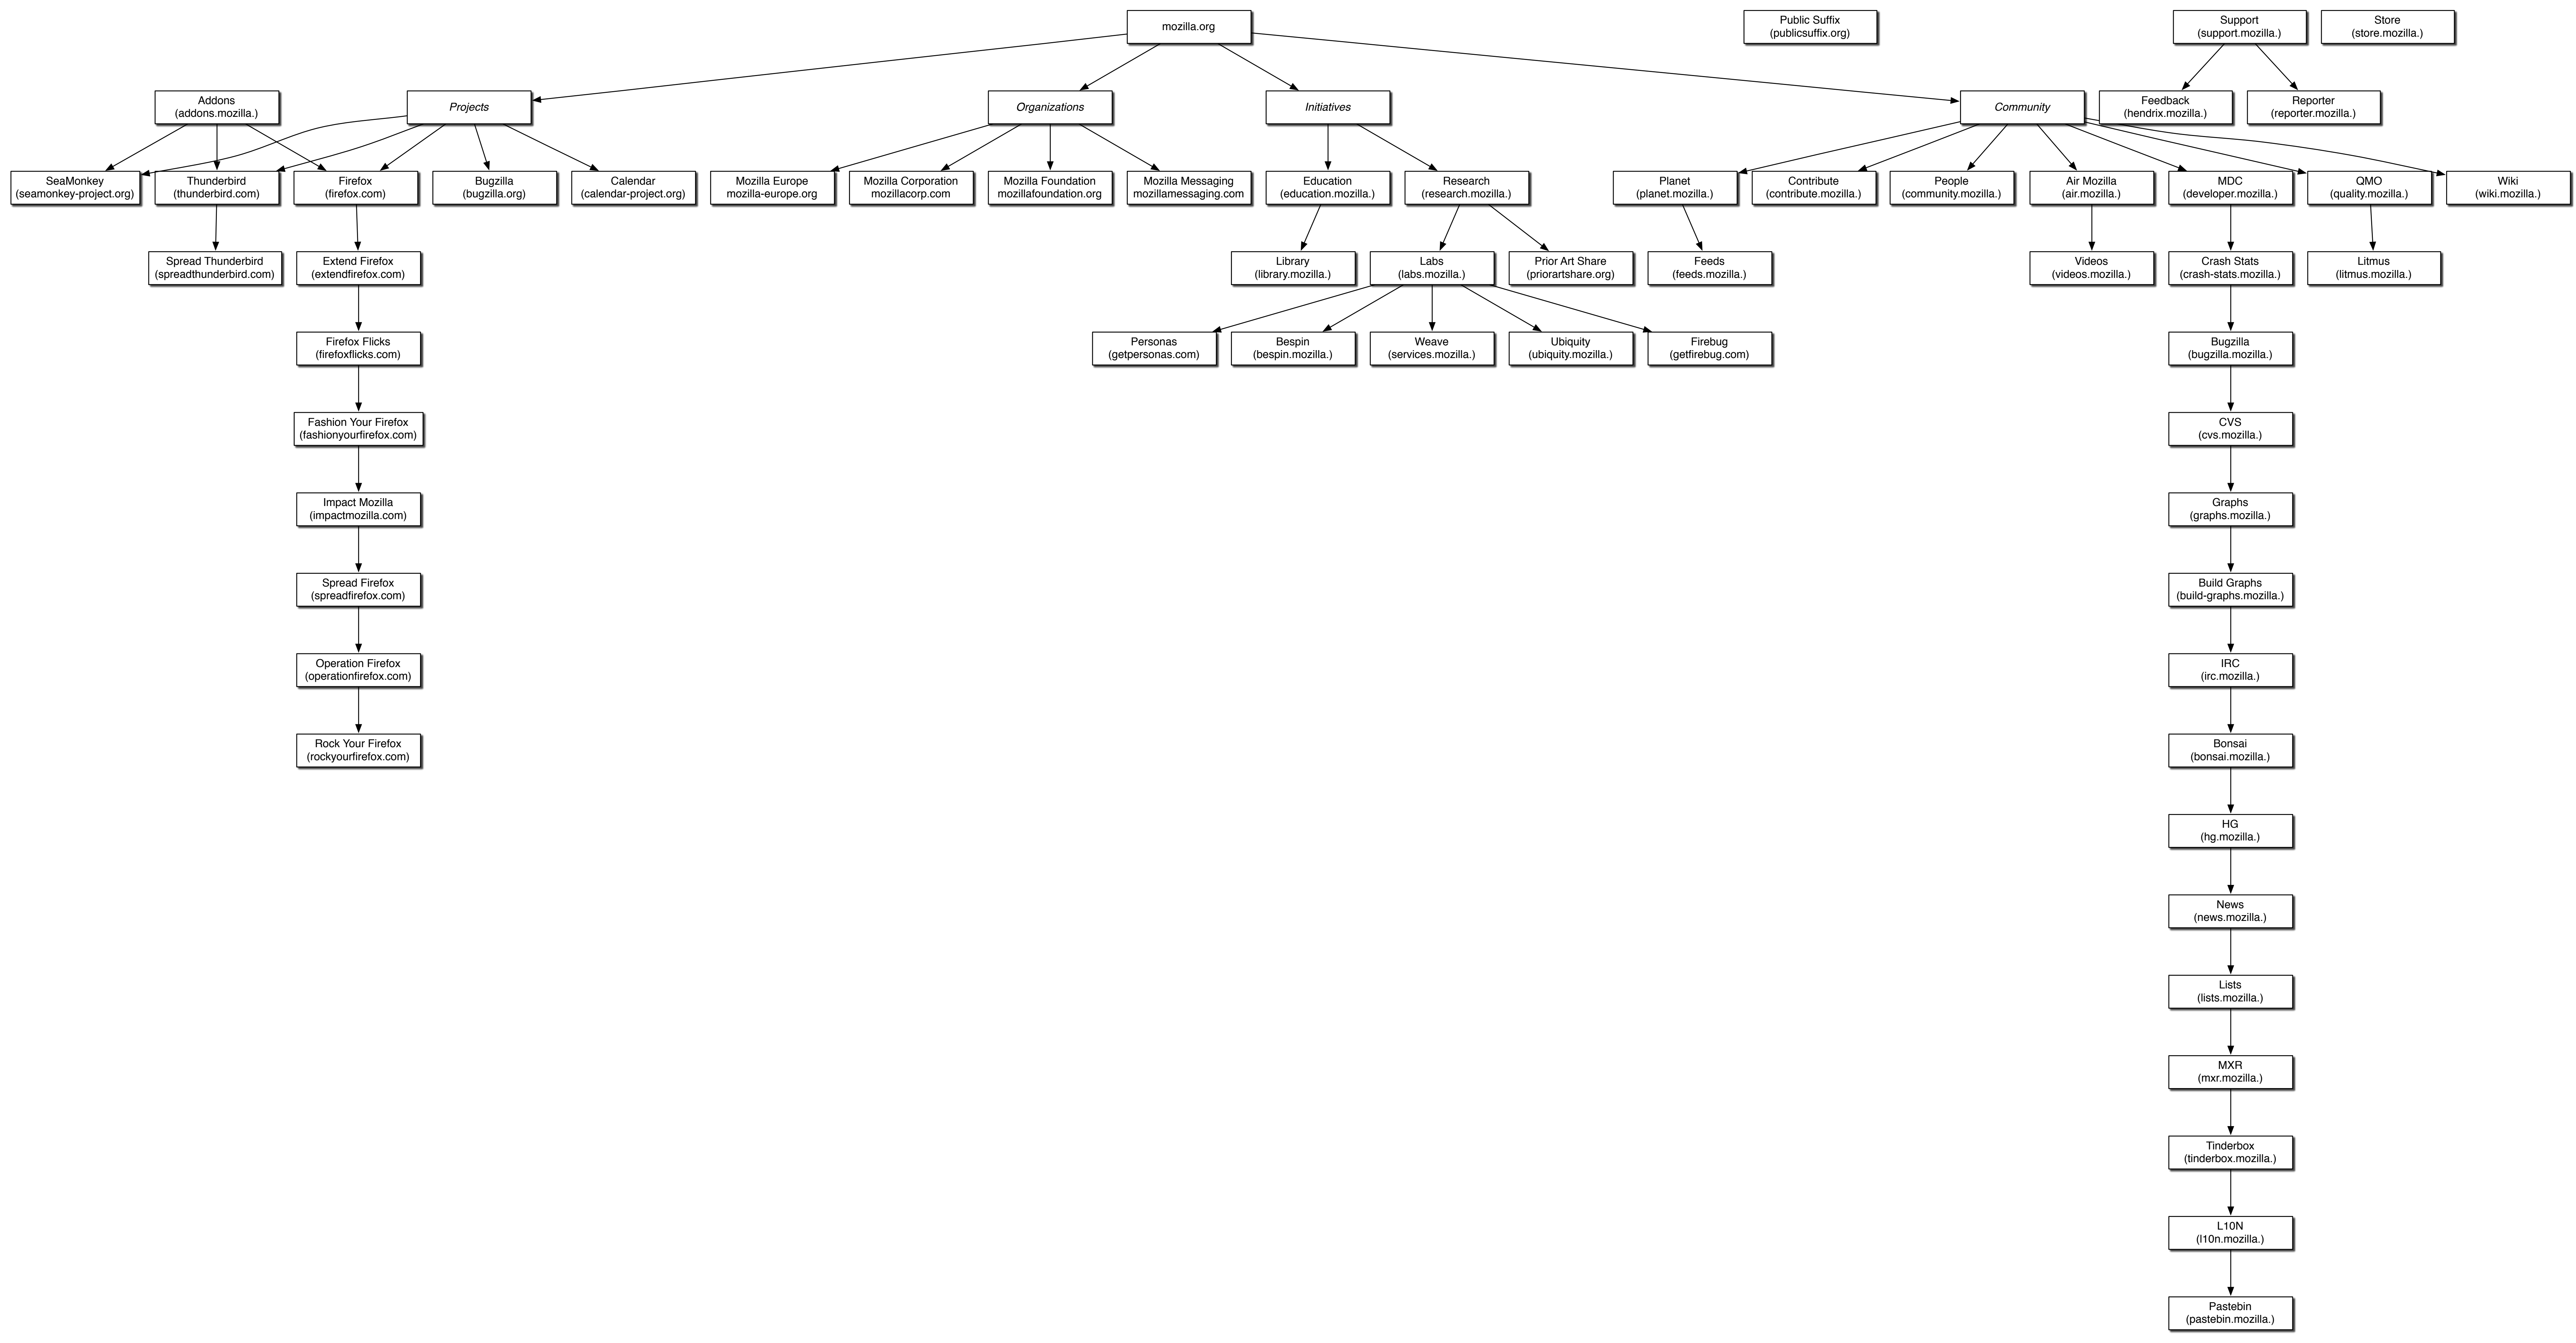 mozilla.org
Public Suffix
(publicsuffix.org)
Support
(support.mozilla.)
Store
(store.mozilla.)
Addons
(addons.mozilla.)
Projects
Organizations
Initiatives
Community
Feedback
(hendrix.mozilla.)
Reporter
(reporter.mozilla.)
SeaMonkey
(seamonkey-project.org)
Thunderbird
(thunderbird.com)
Firefox
(firefox.com)
Bugzilla
(bugzilla.org)
Calendar
(calendar-project.org)
Mozilla Europe
mozilla-europe.org
Mozilla Corporation
mozillacorp.com
Mozilla Foundation
mozillafoundation.org
Mozilla Messaging
mozillamessaging.com
Education
(education.mozilla.)
Research
(research.mozilla.)
Planet
(planet.mozilla.)
Contribute
(contribute.mozilla.)
People
(community.mozilla.)
Air Mozilla
(air.mozilla.)
MDC
(developer.mozilla.)
QMO
(quality.mozilla.)
Wiki
(wiki.mozilla.)
Spread Thunderbird
(spreadthunderbird.com)
Extend Firefox
(extendfirefox.com)
Library
(library.mozilla.)
Labs
(labs.mozilla.)
Prior Art Share
(priorartshare.org)
Feeds
(feeds.mozilla.)
Videos
(videos.mozilla.)
Crash Stats
(crash-stats.mozilla.)
Litmus
(litmus.mozilla.)
Firefox Flicks
(firefoxflicks.com)
Personas
(getpersonas.com)
Bespin
(bespin.mozilla.)
Weave
(services.mozilla.)
Ubiquity
(ubiquity.mozilla.)
Firebug
(getfirebug.com)
Bugzilla
(bugzilla.mozilla.)
Fashion Your Firefox
(fashionyourfirefox.com)
CVS
(cvs.mozilla.)
Impact Mozilla
(impactmozilla.com)
Graphs
(graphs.mozilla.)
Spread Firefox
(spreadfirefox.com)
Build Graphs
(build-graphs.mozilla.)
Operation Firefox
(operationfirefox.com)
IRC
(irc.mozilla.)
Rock Your Firefox
(rockyourfirefox.com)
Bonsai
(bonsai.mozilla.)
HG
(hg.mozilla.)
News
(news.mozilla.)
Lists
(lists.mozilla.)
MXR
(mxr.mozilla.)
Tinderbox
(tinderbox.mozilla.)
L10N
(l10n.mozilla.)
Pastebin
(pastebin.mozilla.)